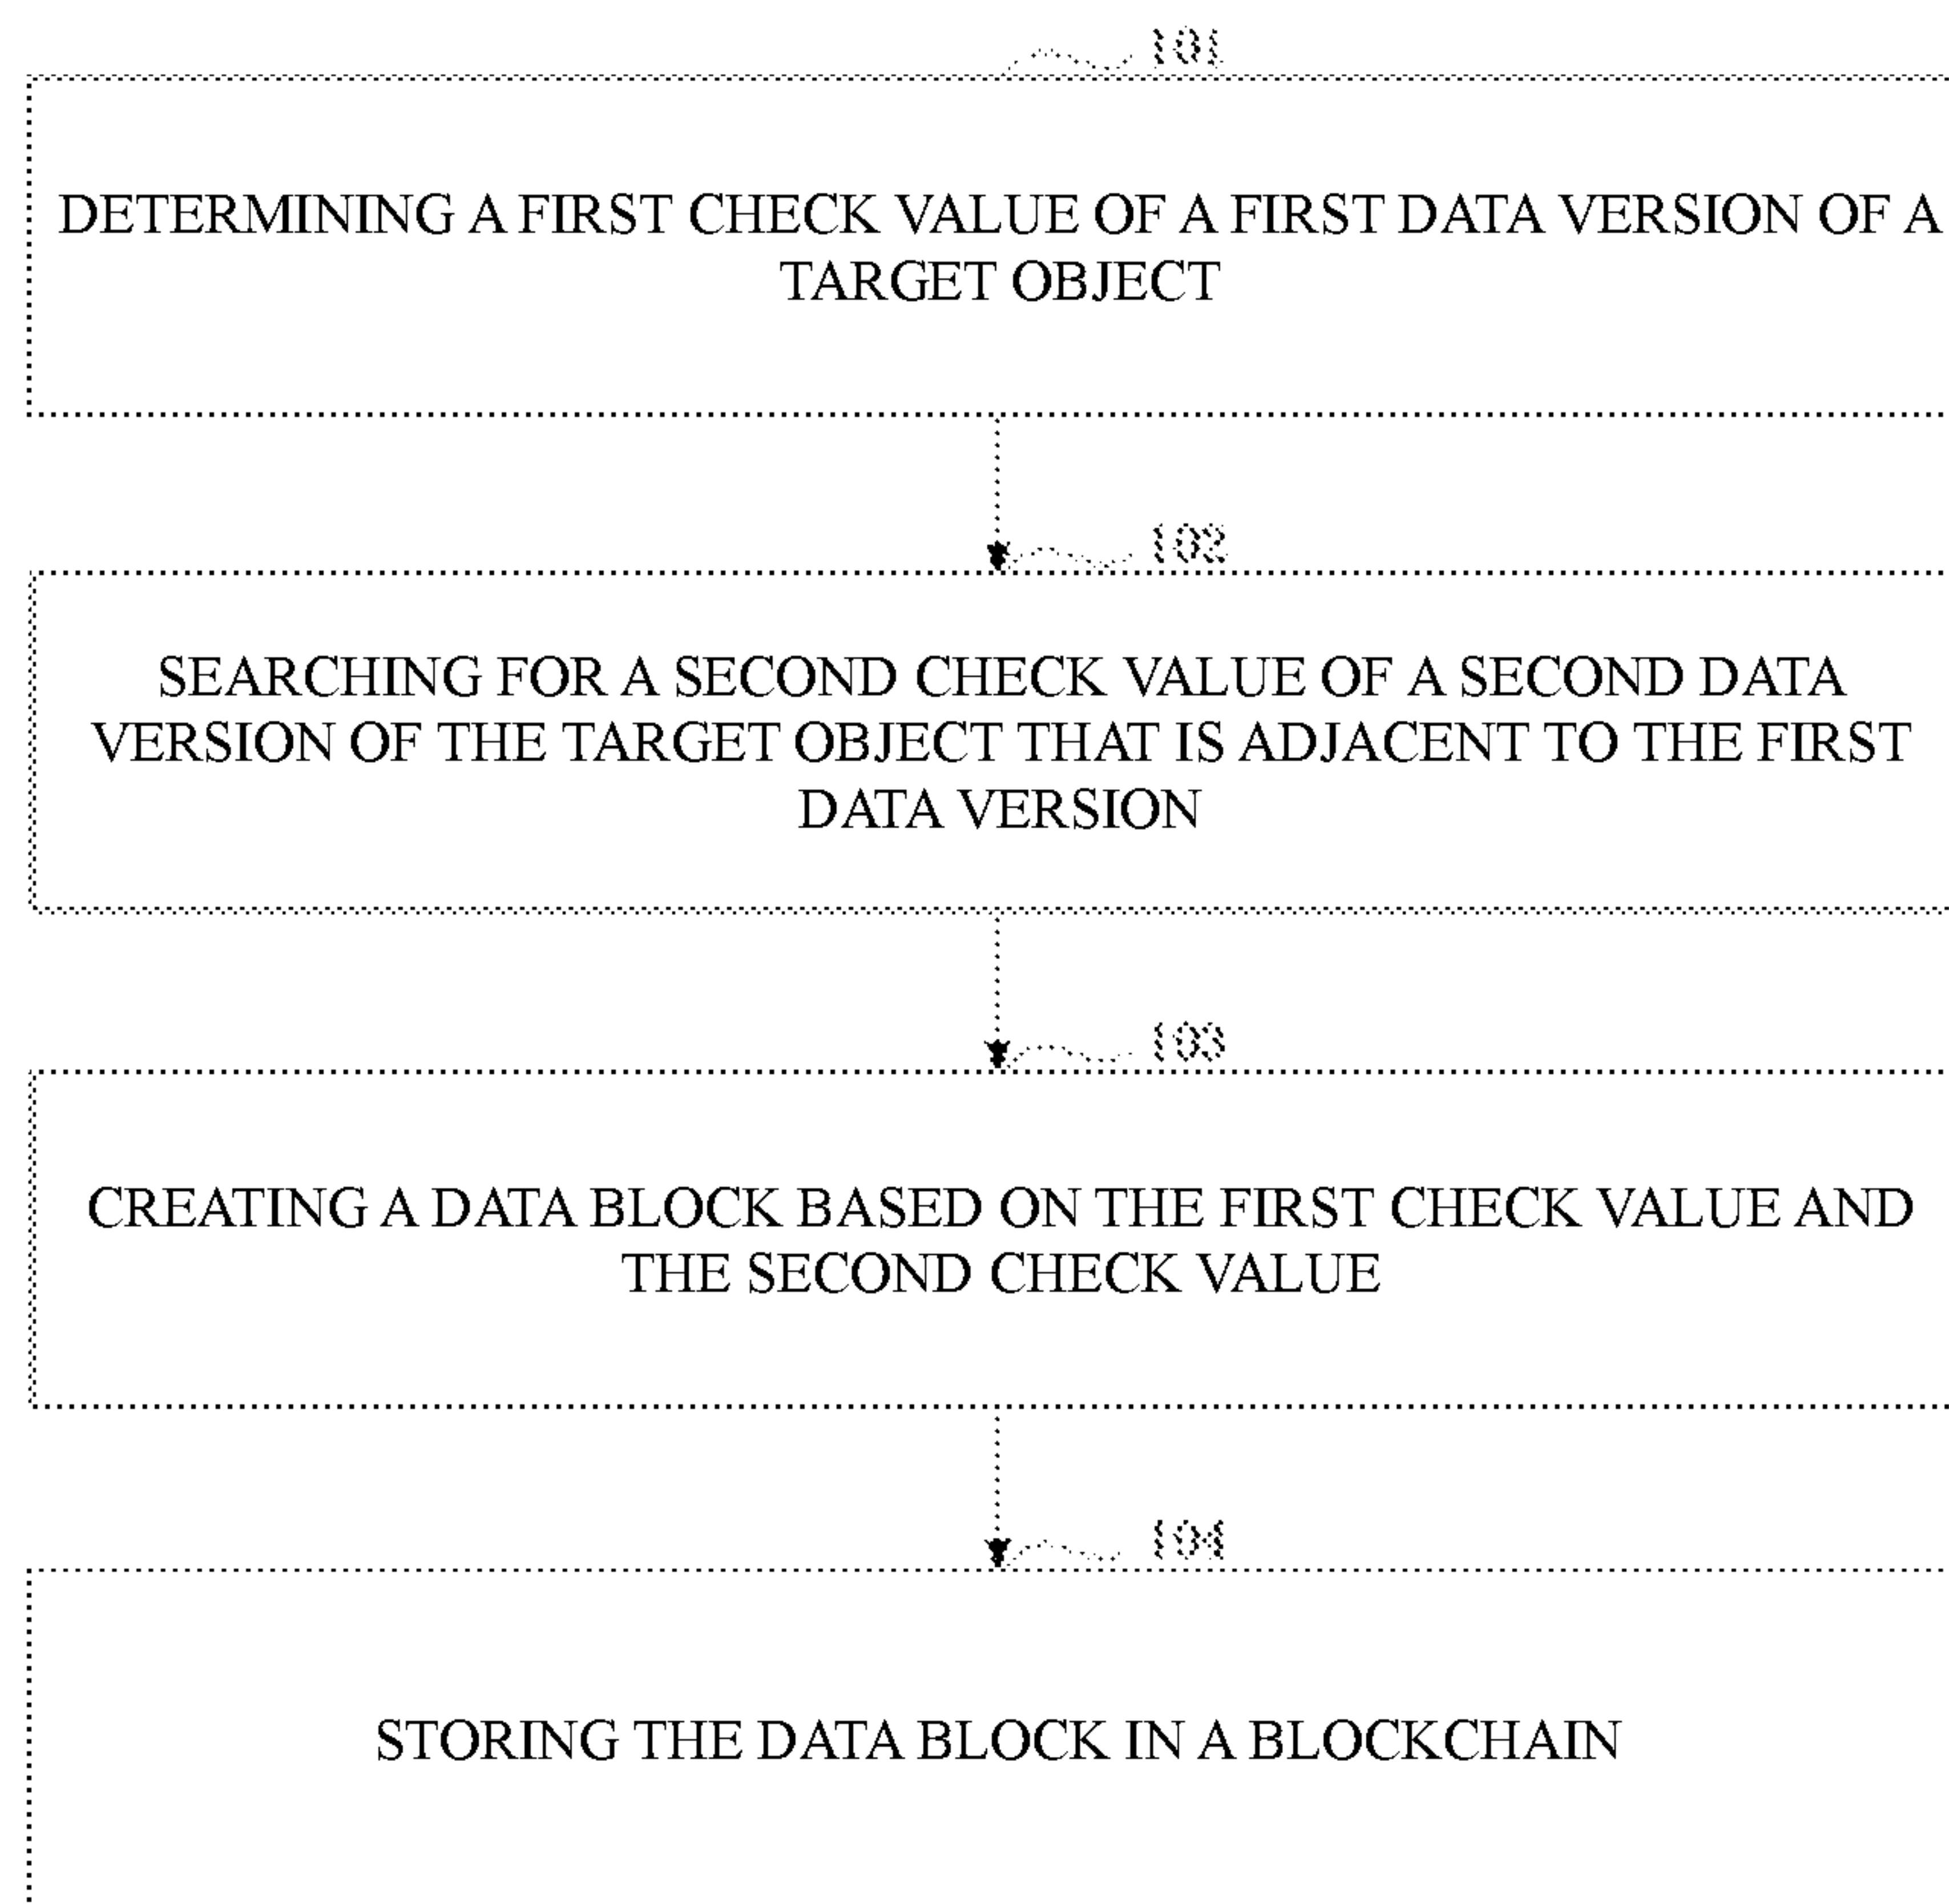 101
DETERMINING A FIRST CHECK VALUE OF A FIRST DATA VERSION OF A
TARGET OBJECT
102
SEARCHING FOR A SECOND CHECK VALUE OF A SECOND DATA
VERSION OF THE TARGET OBJECT THAT IS ADJACENT TO THE FIRST
DATA VERSION
103
CREATING A DATA BLOCK BASED ON THE FIRST CHECK VALUE AND
THE SECOND CHECK VALUE
104
STORING THE DATA BLOCK IN A BLOCKCHAIN